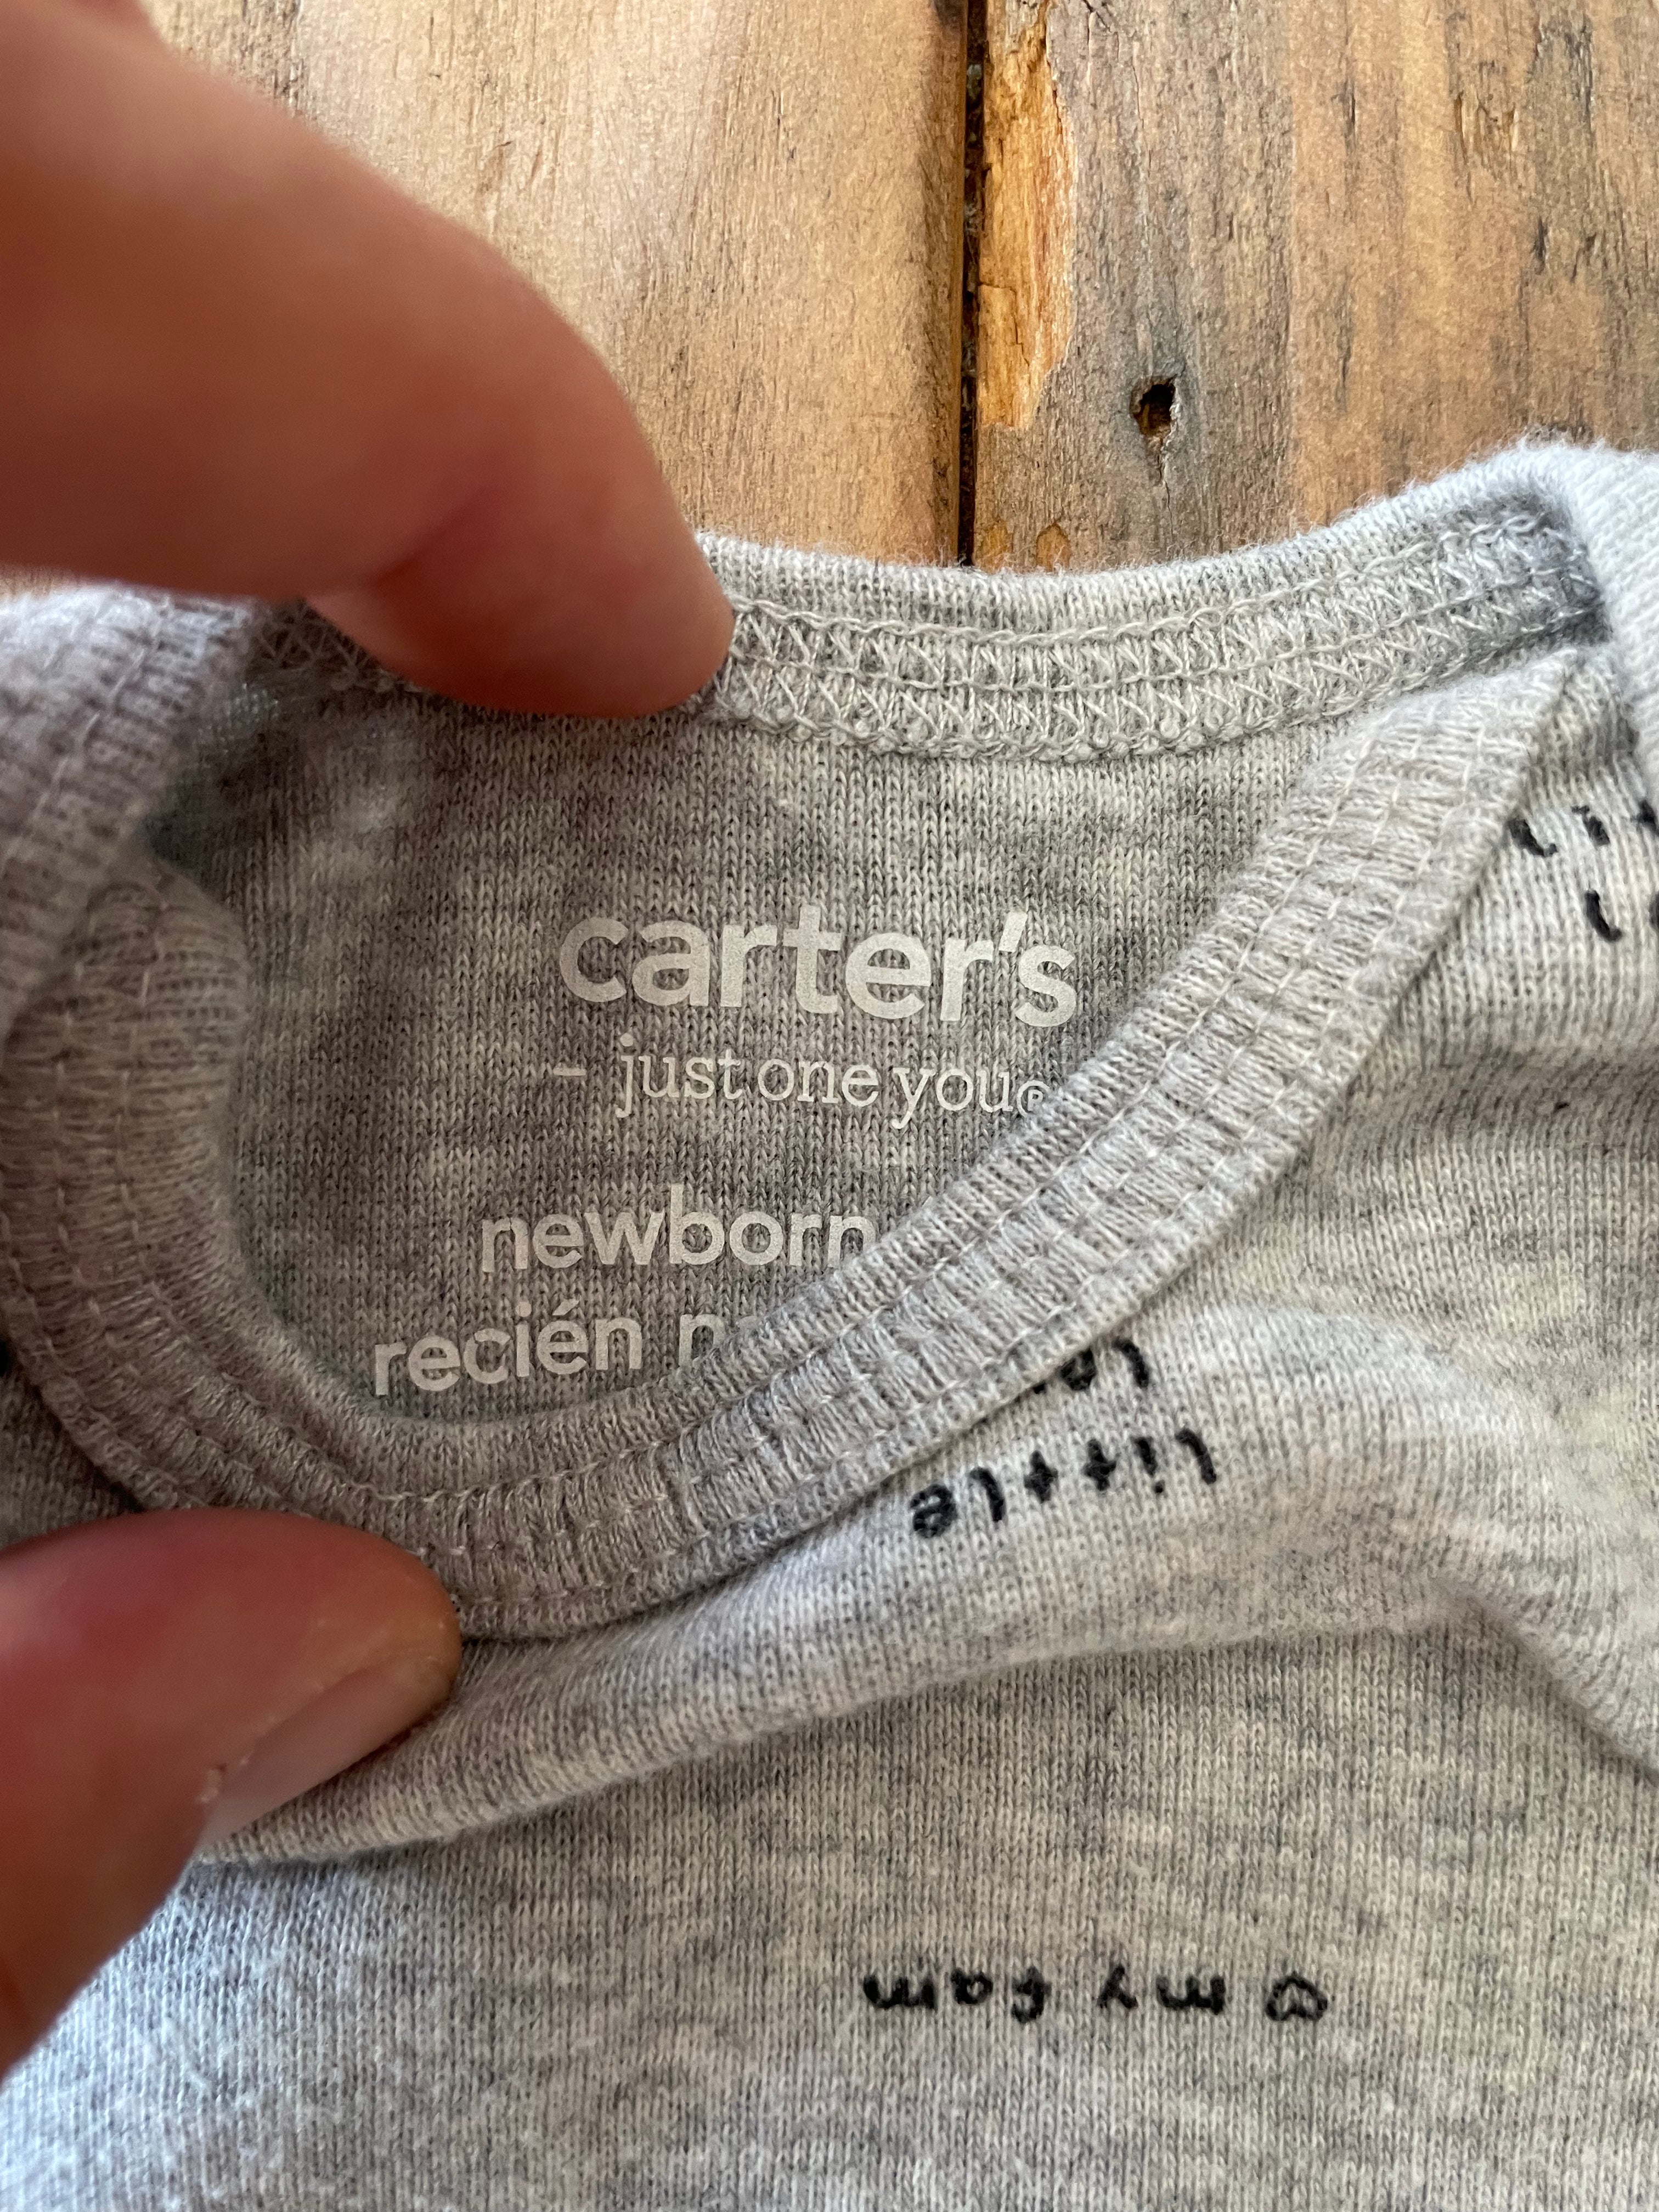 carter's
- just one you®
newborn
recién
little
♡ my fam